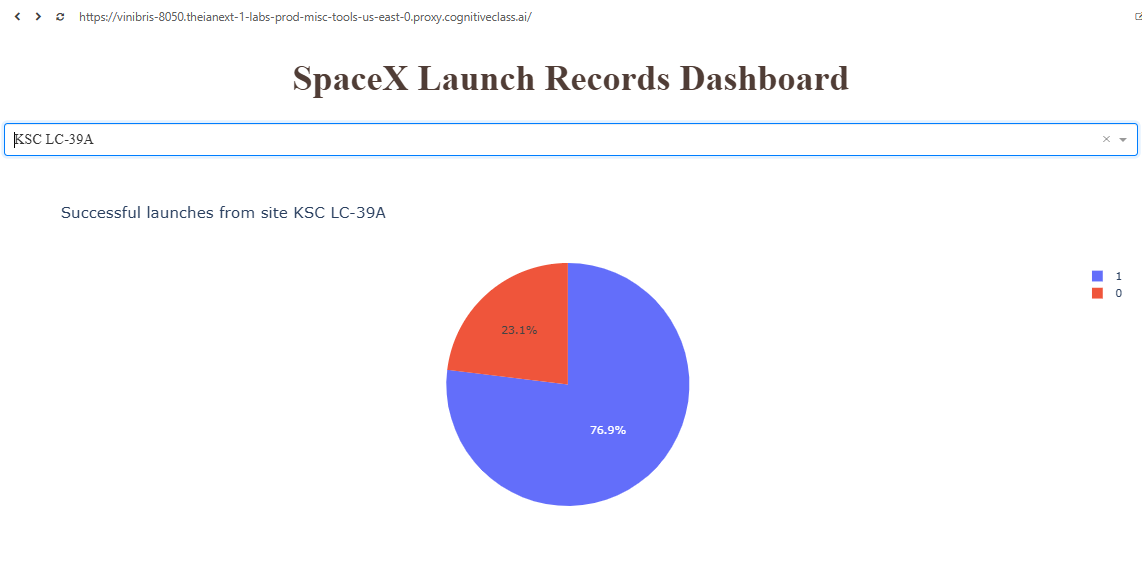 https://vinibris-8050.theianext-1-labs-prod-misc-tools-us-east-0.proxy.cognitiveclass.ai/
SpaceX Launch Records Dashboard
KSC LC-39A
Successful launches from site KSC LC-39A
1
0
23.1%
76.9%